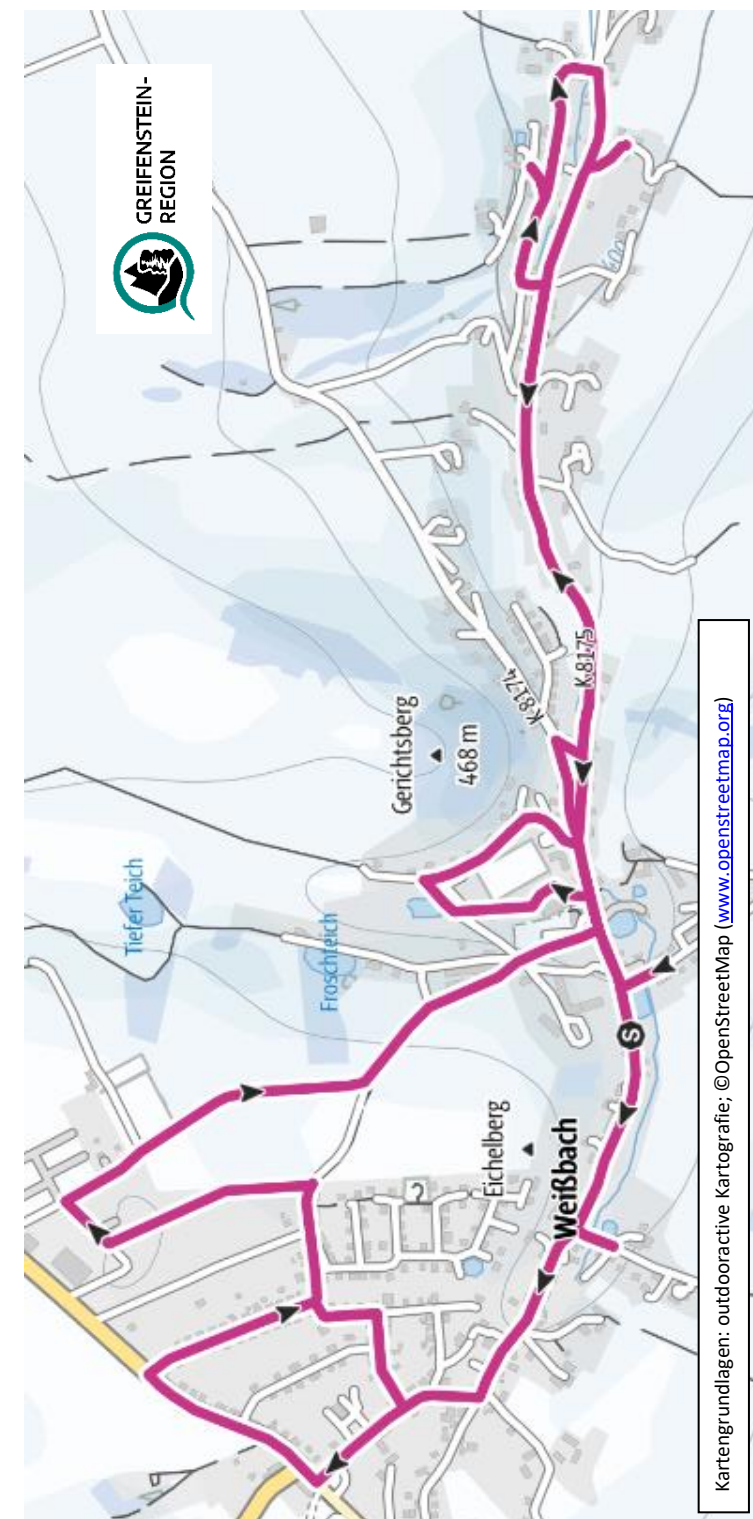 GREIFENSTEIN-
REGION
Tiefer Teich
Froschteich
Gerichtsberg
468 m
K 8174
K 8175
Eichelberg
Weißbach
S
Kartengrundlagen: outdooractive Kartografie; ©OpenStreetMap (www.openstreetmap.org)